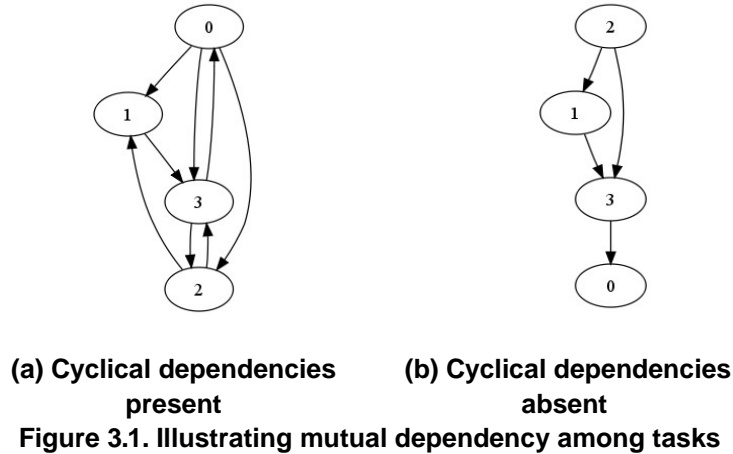 0
1
3
2
2
1
3
0
(a) Cyclical dependencies
present
(b) Cyclical dependencies
absent
Figure 3.1. Illustrating mutual dependency among tasks